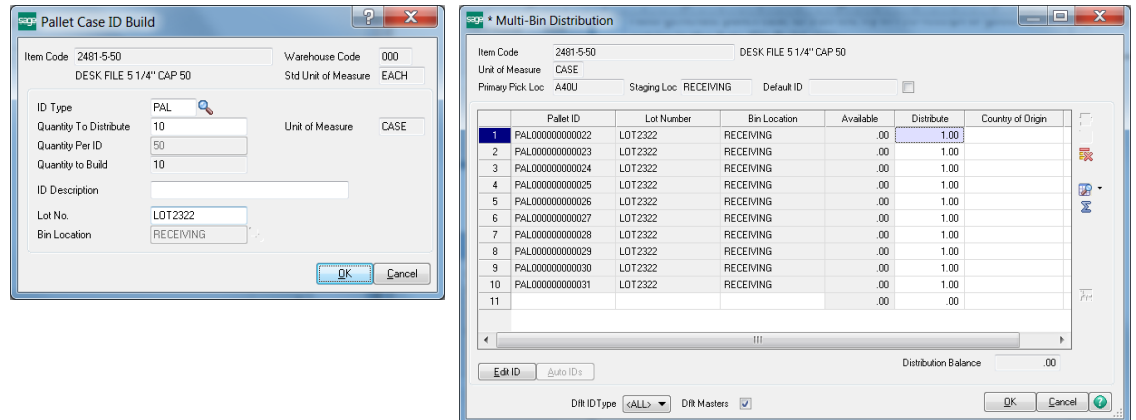 sage Pallet Case ID Build
Item Code 2481-5-50 Warehouse Code 000
DESK FILE 5 1/4" CAP 50 Std Unit of Measure EACH
ID Type PAL
Quantity To Distribute 10 Unit of Measure CASE
Quantity Per ID 50
Quantity to Build 10
ID Description
Lot No. LOT2322
Bin Location RECEIVING
OK Cancel
sage * Multi-Bin Distribution
Item Code 2481-5-50 DESK FILE 5 1/4" CAP 50
Unit of Measure CASE
Primary Pick Loc A40U Staging Loc RECEIVING Default ID
Pallet ID Lot Number Bin Location Available Distribute Country of Origin
1 PAL000000000022 LOT2322 RECEIVING .00 1.00
2 PAL000000000023 LOT2322 RECEIVING .00 1.00
3 PAL000000000024 LOT2322 RECEIVING .00 1.00
4 PAL000000000025 LOT2322 RECEIVING .00 1.00
5 PAL000000000026 LOT2322 RECEIVING .00 1.00
6 PAL000000000027 LOT2322 RECEIVING .00 1.00
7 PAL000000000028 LOT2322 RECEIVING .00 1.00
8 PAL000000000029 LOT2322 RECEIVING .00 1.00
9 PAL000000000030 LOT2322 RECEIVING .00 1.00
10 PAL000000000031 LOT2322 RECEIVING .00 1.00
11 .00 .00
Distribution Balance .00
Edit ID Auto IDs
Dflt ID Type <ALL> Dflt Masters OK Cancel